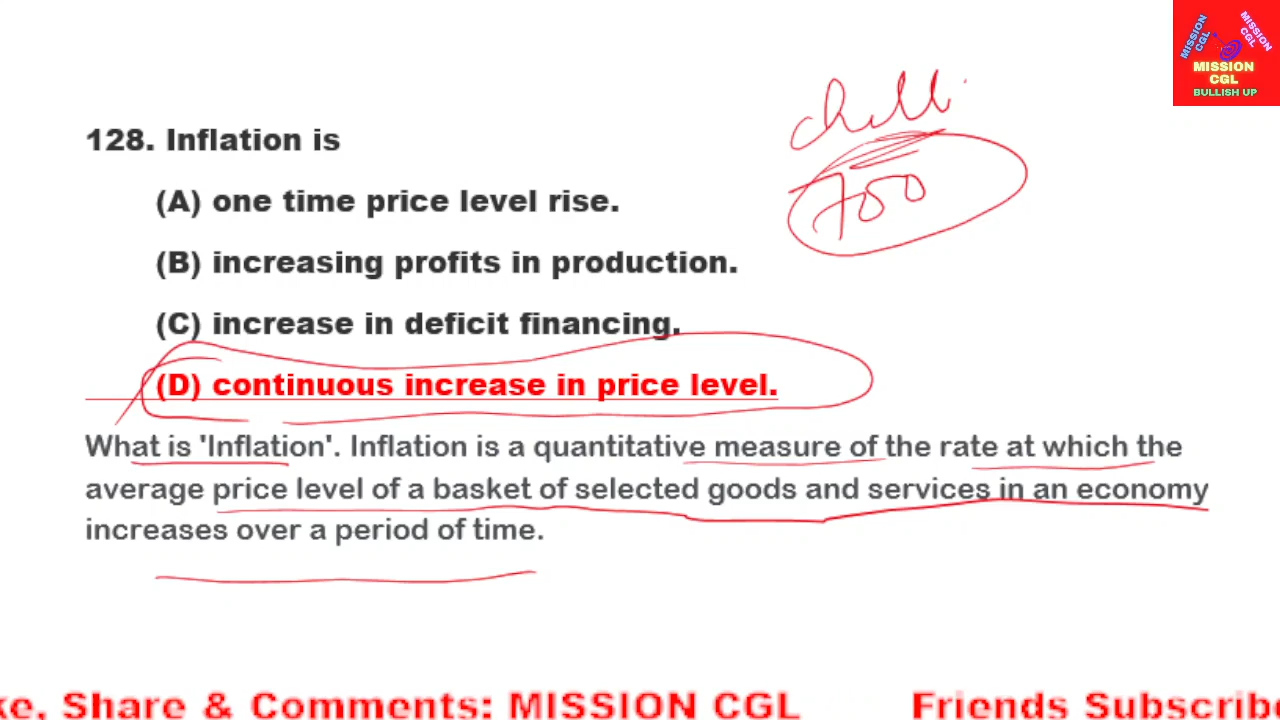 MISSION CGL
MISSION CGL
MISSION
CGL
BULLISH UP
128. Inflation is
(A) one time price level rise.
(B) increasing profits in production.
(C) increase in deficit financing.
(D) continuous increase in price level.
What is 'Inflation'. Inflation is a quantitative measure of the rate at which the
average price level of a basket of selected goods and services in an economy
increases over a period of time.
700
ke, Share & Comments: MISSION CGL Friends Subscribe